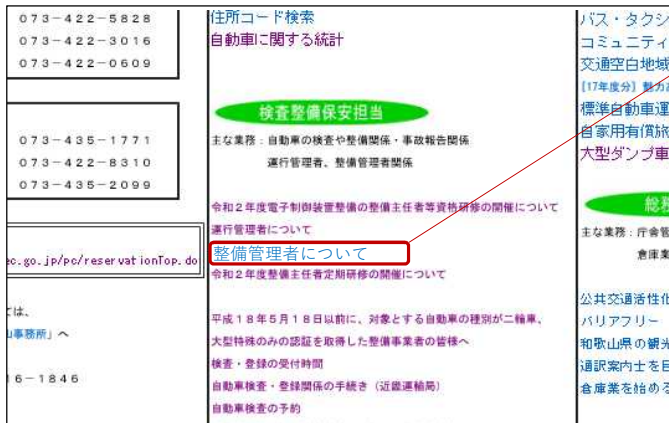 073-422-5828
073-422-3016
073-422-0609
073-435-1771
073-422-8310
073-435-2099
ec.go.jp/pc/reservationTop.do
ては、
事務所」へ
16-1846
住所コード検索
自動車に関する統計
検査整備保安担当
主な業務：自動車の検査や整備関係・事故報告関係
運行管理者、整備管理者関係
令和２年度電子制御装置整備の整備主任者等資格研修の開催について
運行管理者について
整備管理者について
令和２年度整備主任者定期研修の開催について
平成１８年５月１８日以前に、対象とする自動車の種別が二輪車、
大型特殊のみの認証を取得した整備事業者の皆様へ
検査・登録の受付時間
自動車検査・登録関係の手続き（近畿運輸局）
自動車検査の予約
バス・タクシ
コミュニティ
交通空白地域
[17年度分] 魅力
標準自動車運
自家用有償旅
大型ダンプ車
総務
主な業務：庁舎管
倉庫業
公共交通活性化
バリアフリー
和歌山県の観光
通訳案内士を目
倉庫業を始める